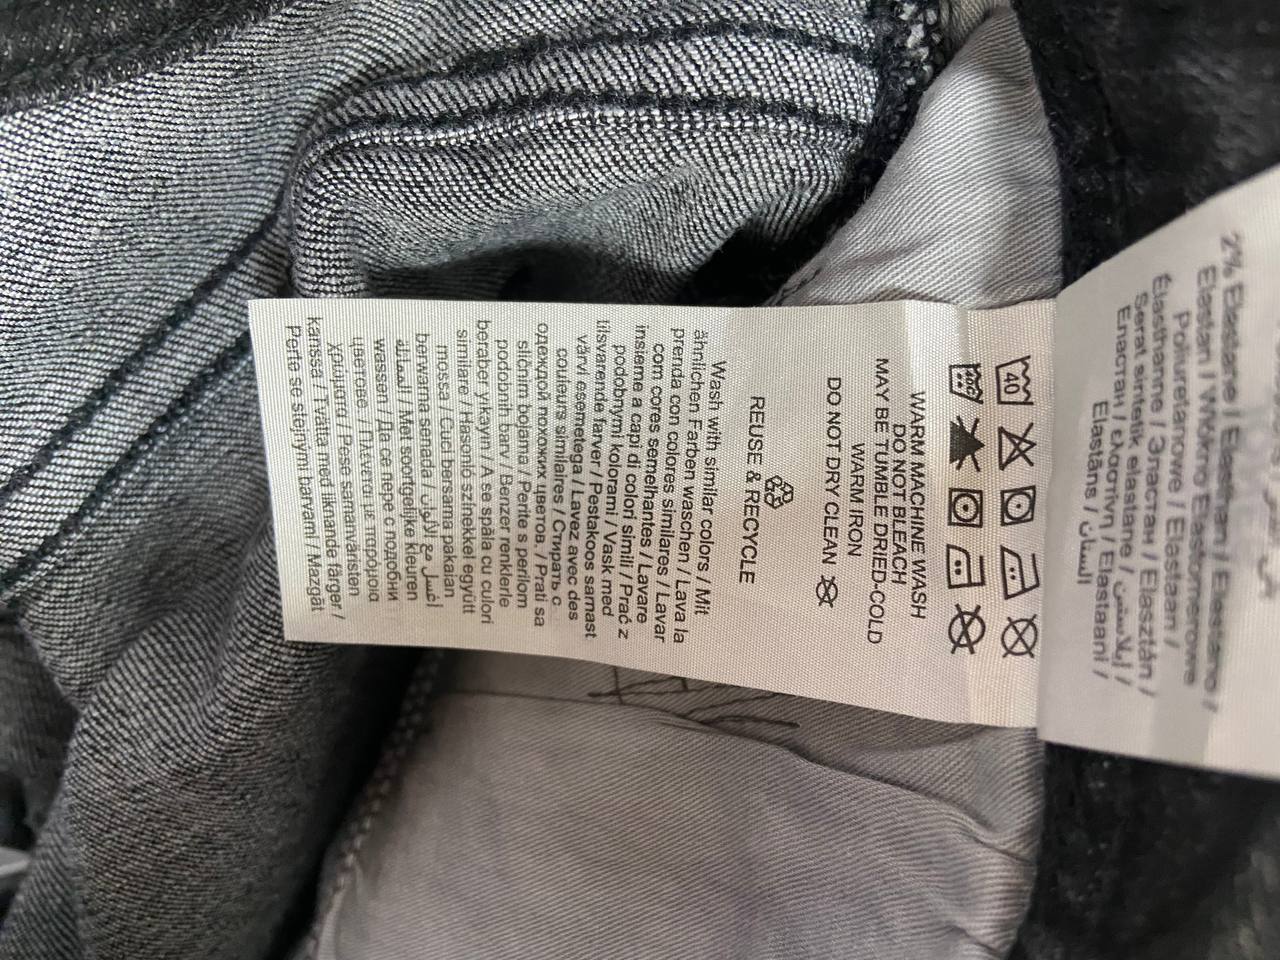 2% Elastane / Elasthan / Elastano /
Elastan / Włókno Elastomerowe
Poliuretanowe / Elastaan /
Élasthanne / Эластан / Elasztán /
Serat sintetik elastane / إيلاستين /
Еластан / ελαστίνη / Elastaani /
Elastāns / السيتان
40
WARM MACHINE WASH
DO NOT BLEACH
MAY BE TUMBLE DRIED-COLD
WARM IRON
DO NOT DRY CLEAN
REUSE & RECYCLE
Wash with similar colors / Mit
ähnlichen Farben waschen / Lava la
prenda con colores similares / Lavar
com cores semelhantes / Lavare
insieme a capi di colori simili / Prać z
podobnymi kolorami / Vask med
tilsvarende farver / Pestakoos samast
värvi esemetega / Lavez avec des
couleurs similaires / Стирать с
одеждой похожих цветов. / Prati sa
sličnim bojama / Perite s perilom
podobnih barv / Benzer renklerle
beraber yıkayın / A se spăla cu culori
similare / Hasonló színekkel együtt
mossa / Cuci bersama pakaian
berwarna senada / اغسل مع الألوان
المماثلة / Met soortgelijke kleuren
wassen / Да се пере с подобни
цветове. / Πλένεται με παρόμοια
χρώματα / Pese samanväristen
kanssa / Tvätta med liknande färger /
Perte se stejnými barvami / Mazgāt